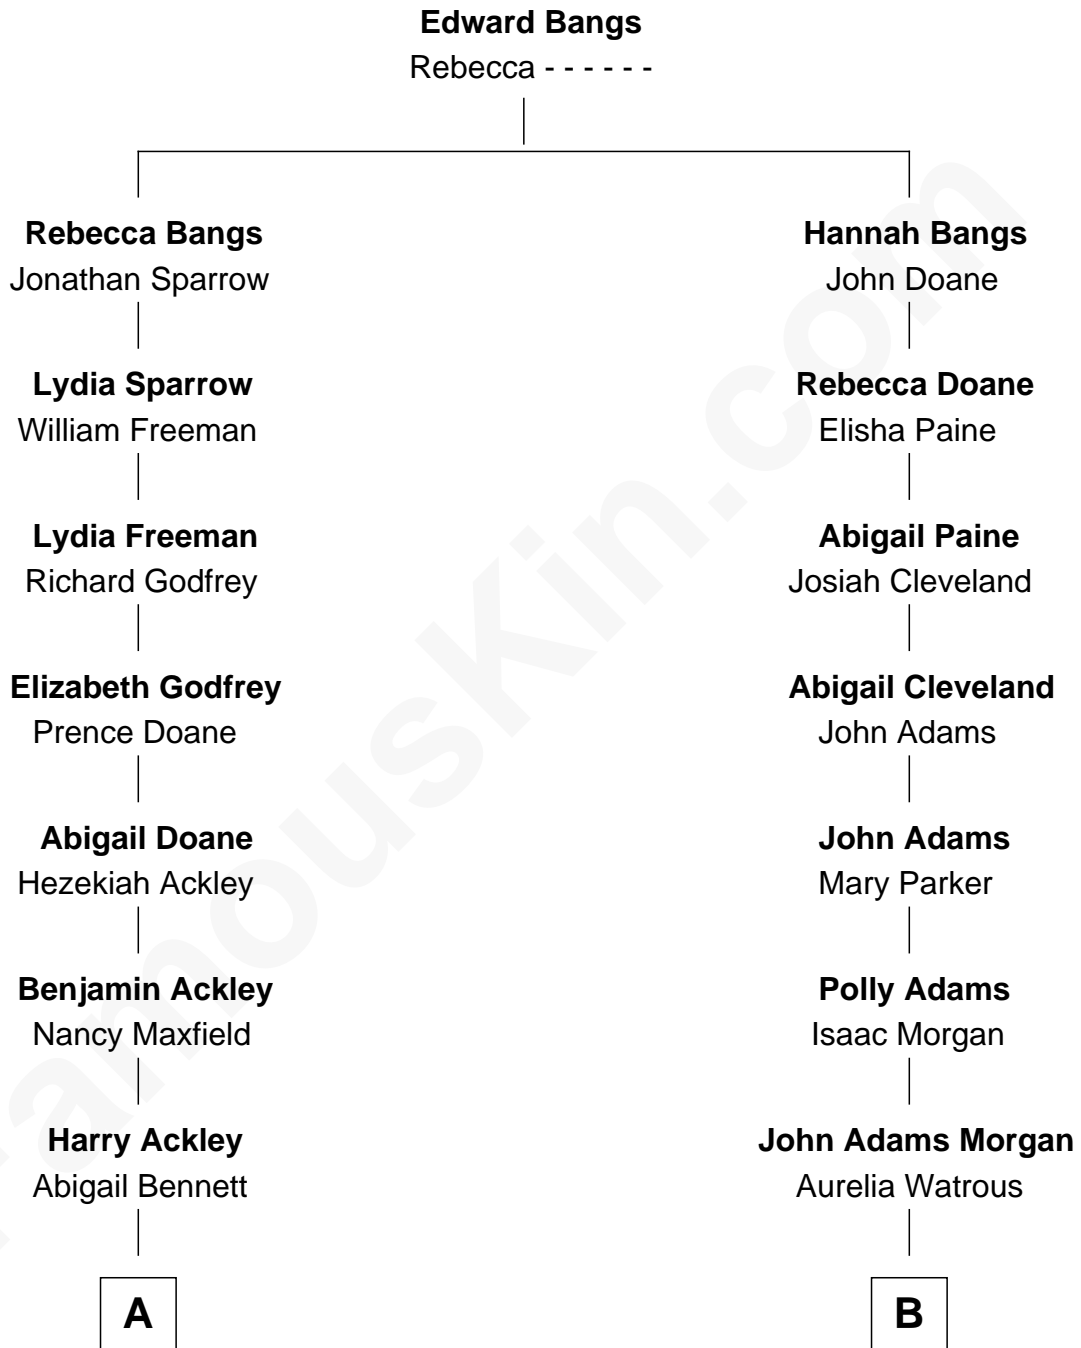 Edward Bangs
Rebecca - - - - - -
Rebecca Bangs
Jonathan Sparrow
Hannah Bangs
John Doane
Lydia Sparrow
William Freeman
Rebecca Doane
Elisha Paine
Lydia Freeman
Richard Godfrey
Abigail Paine
Josiah Cleveland
Elizabeth Godfrey
Prence Doane
Abigail Cleveland
John Adams
Abigail Doane
Hezekiah Ackley
John Adams
Mary Parker
Benjamin Ackley
Nancy Maxfield
Polly Adams
Isaac Morgan
Harry Ackley
Abigail Bennett
John Adams Morgan
Aurelia Watrous
A
B
FamousKin.com